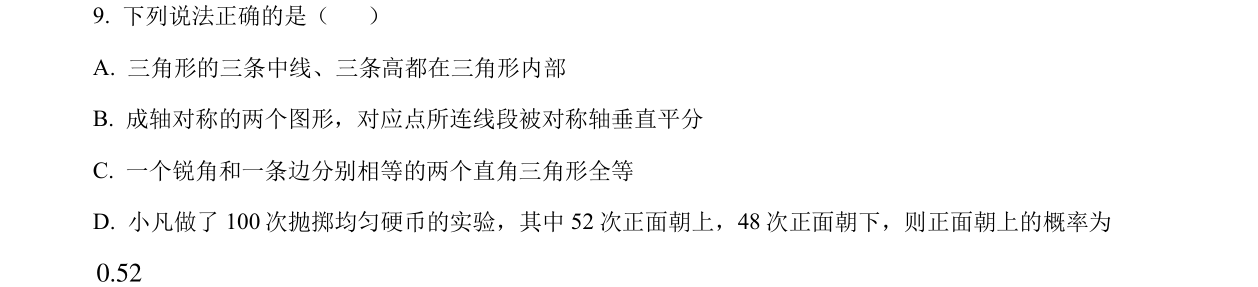 9. 下列说法正确的是（  ）
A. 三角形的三条中线、三条高都在三角形内部
B. 成轴对称的两个图形，对应点所连线段被对称轴垂直平分
C. 一个锐角和一条边分别相等的两个直角三角形全等
D. 小凡做了 100 次抛掷均匀硬币的实验，其中 52 次正面朝上，48 次正面朝下，则正面朝上的概率为
0.52